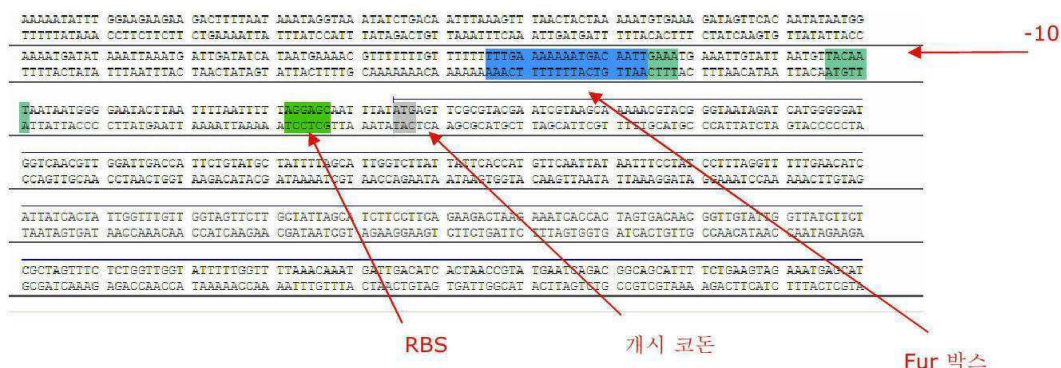 AAAAATATTT GGAAGAAGAA GACTTTTAAT AAATAGGTAA ATATCTGACA ATTTAAAGTT TAACTACTAA AAATGTGAAA GATAGTTCAC AATATAATGG
TTTTTATAAA CCTTCTTCTT CTGAAAATTA TTTATCCATT TATAGACTGT TAAATTTCAA ATTGATGATT TTTACACTTT CTATCAAGTG TTATATTACC
-10
AAAATGATAT AAATTAAATG ATTGATATCA TAATGAAAAC GTTTTTTTGT TTTTTTTTGA AAAAAATGAC AATTGAAATG AAATTGTATT AATGTTACAA
TTTTACTATA TTTAATTTAC TAACTATAGT ATTACTTTTG CAAAAAAACA AAAAAAAACT TTTTTTACTG TTAACTTTAC TTTAACATAA TTACAATGTT
TAATAATGGG GAATACTTAA TTTTAATTTT TAGGAGCAAT TTATATGAGT TCGCGTACGA ATCGTAAGCA AAAACGTACG GGTAATAGAT CATGGGGGAT
ATTATTACCC CTTATGAATT AAAATTAAAA ATCCTCGTTA AATATACTCA AGCGCATGCT TAGCATTCGT TTTTGCATGC CCATTATCTA GTACCCCCTA
GGTCAACGTT GGATTGACCA TTCTGTATGC TATTTTAGCA TTGGTCTTAT TATTCACCAT GTTCAATTAT AATTTCCTAT CCTTTAGGTT TTTGAACATC
CCAGTTGCAA CCTAACTGGT AAGACATACG ATAAAATCGT AACCAGAATA ATAAGTGGTA CAAGTTAATA TTAAAGGATA GGAAATCCAA AAACTTGTAG
ATTATCACTA TTGGTTTGTT GGTAGTTCTT GCTATTAGCA TCTTCCTTCA GAAGACTAAG AAATCACCAC TAGTGACAAC GGTTGTATTG GTTATCTTCT
TAATAGTGAT AACCAAACAA CCATCAAGAA CGATAATCGT AGAAGGAAGT CTTCTGATTC TTTAGTGGTG ATCACTGTTG CCAACATAAC CAATAGAAGA
CGCTAGTTTC TCTGGTTGGT ATTTTTGGTT TTAAACAAAT GATTGACATC ACTAACCGTA TGAATCAGAC GGCAGCATTT TCTGAAGTAG AAATGAGCAT
GCGATCAAAG AGACCAACCA TAAAAACCAA AATTTGTTTA CTAACTGTAG TGATTGGCAT ACTTAGTCTG CCGTCGTAAA AGACTTCATC TTTACTCGTA
RBS
개시 코돈
Fur 박스